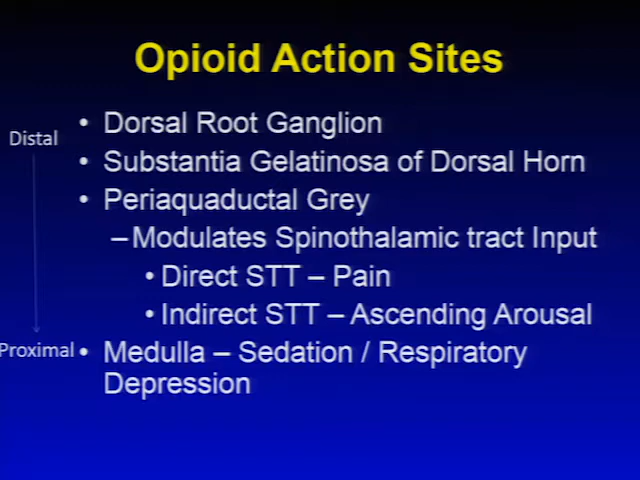 Opioid Action Sites
Distal
• Dorsal Root Ganglion
• Substantia Gelatinosa of Dorsal Horn
• Periaquaductal Grey
– Modulates Spinothalamic tract Input
• Direct STT – Pain
• Indirect STT – Ascending Arousal
Proximal
• Medulla – Sedation / Respiratory
Depression